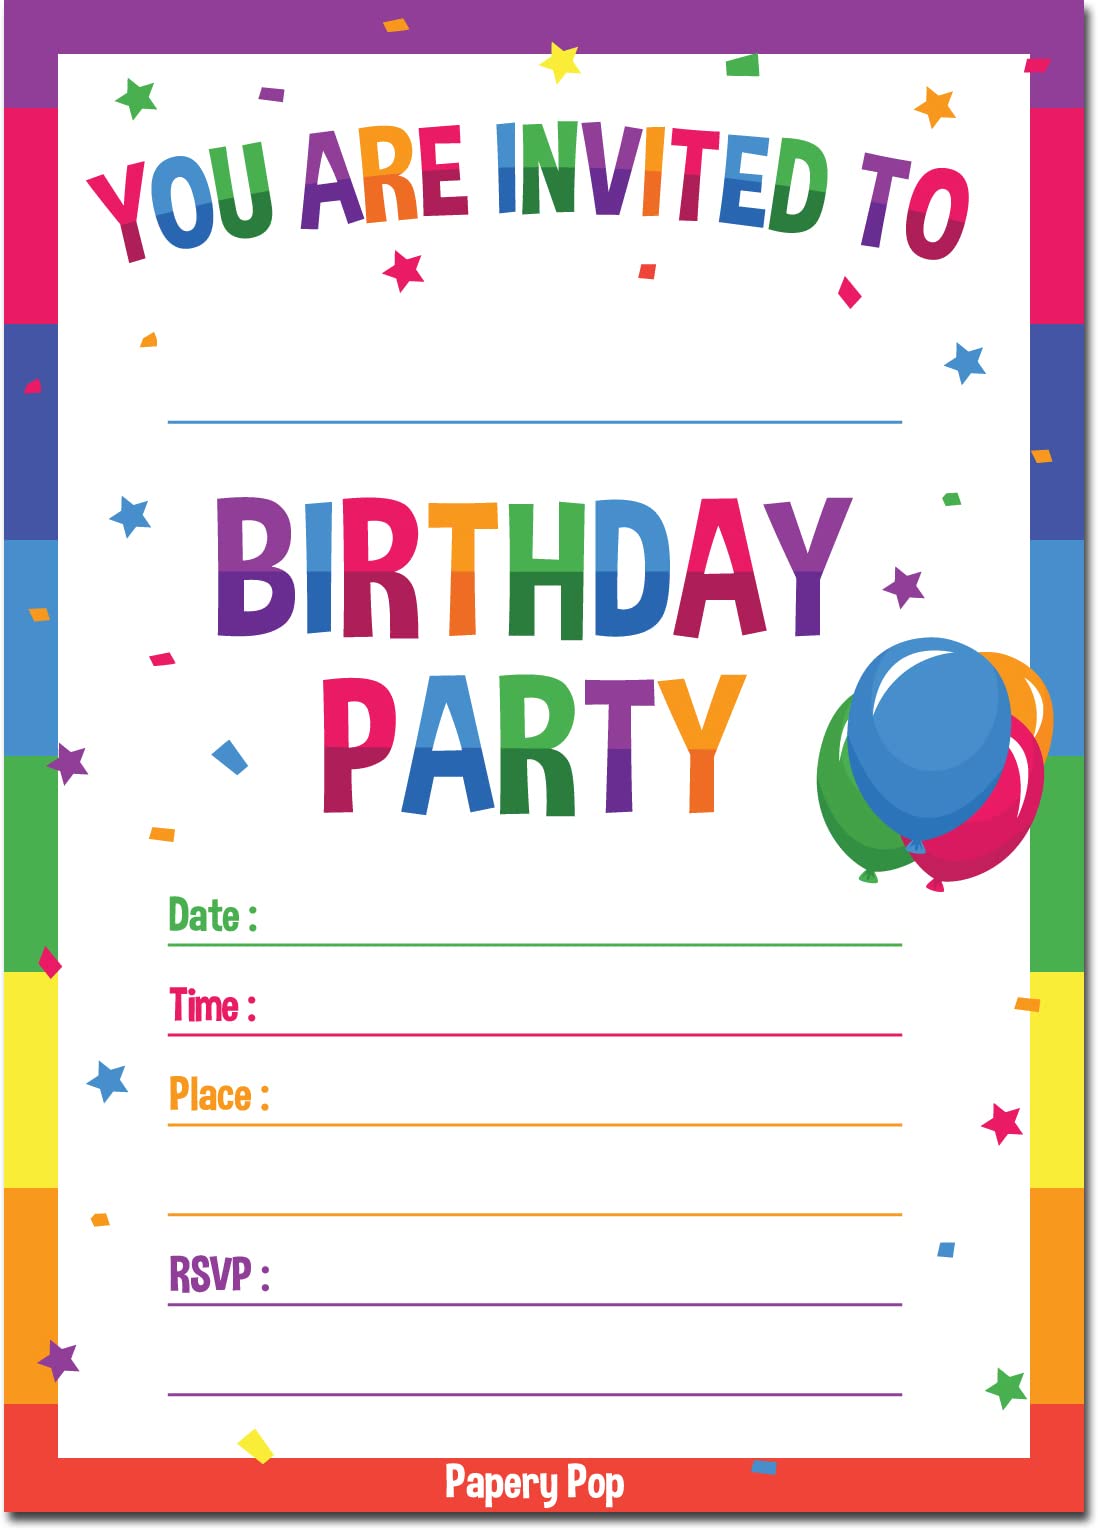 YOU ARE INVITED TO
BIRTHDAY
PARTY
Date :
Time :
Place :
RSVP :
Papery Pop